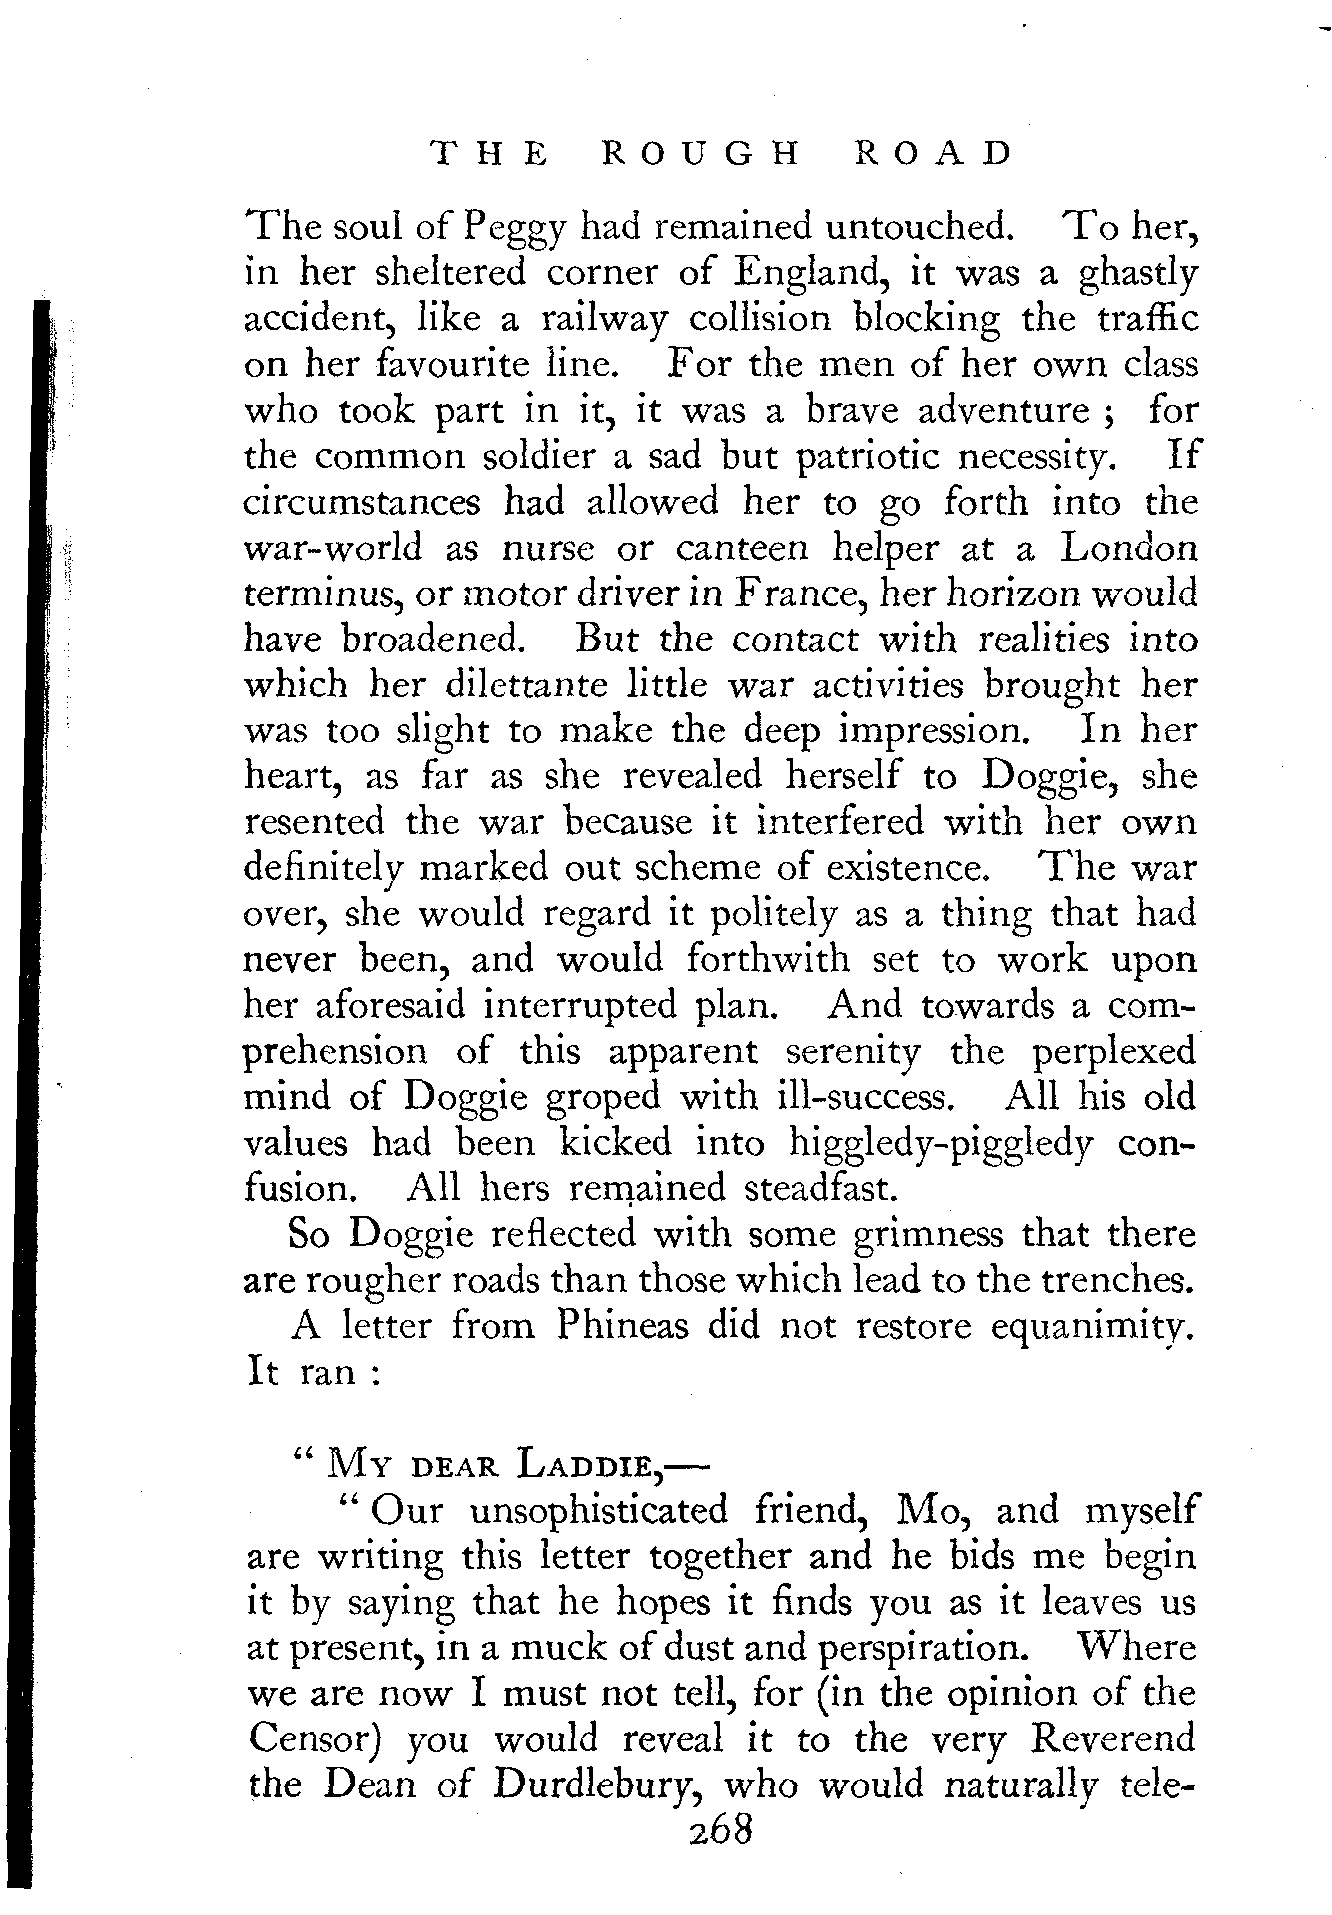 THE ROUGH ROAD
The soul of Peggy had remained untouched. To her,
in her sheltered corner of England, it was a ghastly
accident, like a railway collision blocking the traffic
on her favourite line. For the men of her own class
who took part in it, it was a brave adventure ; for
the common soldier a sad but patriotic necessity. If
circumstances had allowed her to go forth into the
war-world as nurse or canteen helper at a London
terminus, or motor driver in France, her horizon would
have broadened. But the contact with realities into
which her dilettante little war activities brought her
was too slight to make the deep impression. In her
heart, as far as she revealed herself to Doggie, she
resented the war because it interfered with her own
definitely marked out scheme of existence. The war
over, she would regard it politely as a thing that had
never been, and would forthwith set to work upon
her aforesaid interrupted plan. And towards a com-
prehension of this apparent serenity the perplexed
mind of Doggie groped with ill-success. All his old
values had been kicked into higgledy-piggledy con-
fusion. All hers remained steadfast.
So Doggie reflected with some grimness that there
are rougher roads than those which lead to the trenches.
A letter from Phineas did not restore equanimity.
It ran :
“ My dear Laddie,—
“ Our unsophisticated friend, Mo, and myself
are writing this letter together and he bids me begin
it by saying that he hopes it finds you as it leaves us
at present, in a muck of dust and perspiration. Where
we are now I must not tell, for (in the opinion of the
Censor) you would reveal it to the very Reverend
the Dean of Durdlebury, who would naturally tele-
268